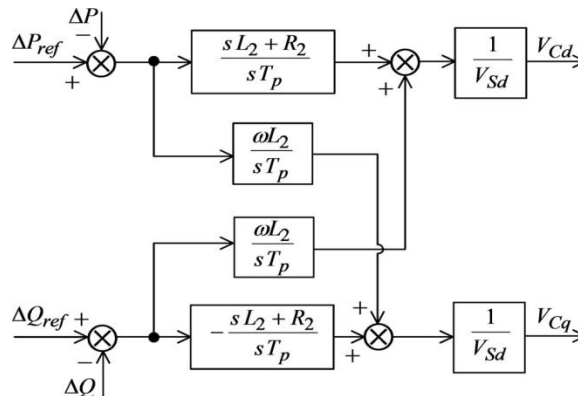 ΔP
−
ΔP_ref
+
sL_2 + R_2
sT_p
+
+
1
V_Sd
V_Cd
ωL_2
sT_p
ωL_2
sT_p
ΔQ_ref
+
−
ΔQ
− sL_2 + R_2
sT_p
+
+
1
V_Sd
V_Cq